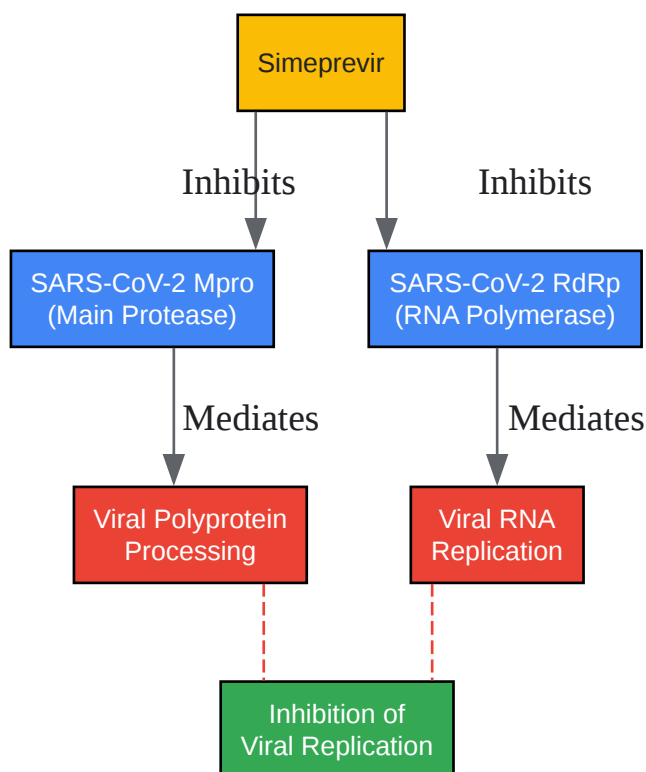 Simeprevir
Inhibits
Inhibits
SARS-CoV-2 Mpro
(Main Protease)
SARS-CoV-2 RdRp
(RNA Polymerase)
Mediates
Mediates
Viral Polyprotein
Processing
Viral RNA
Replication
Inhibition of
Viral Replication